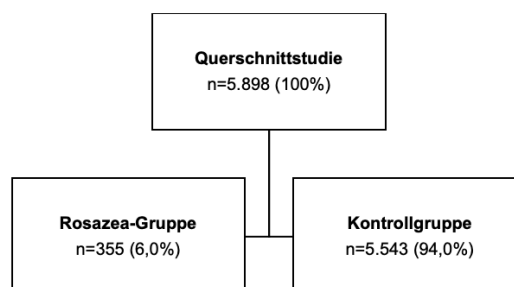 Querschnittstudie
n=5.898 (100%)
Rosazea-Gruppe
n=355 (6,0%)
Kontrollgruppe
n=5.543 (94,0%)